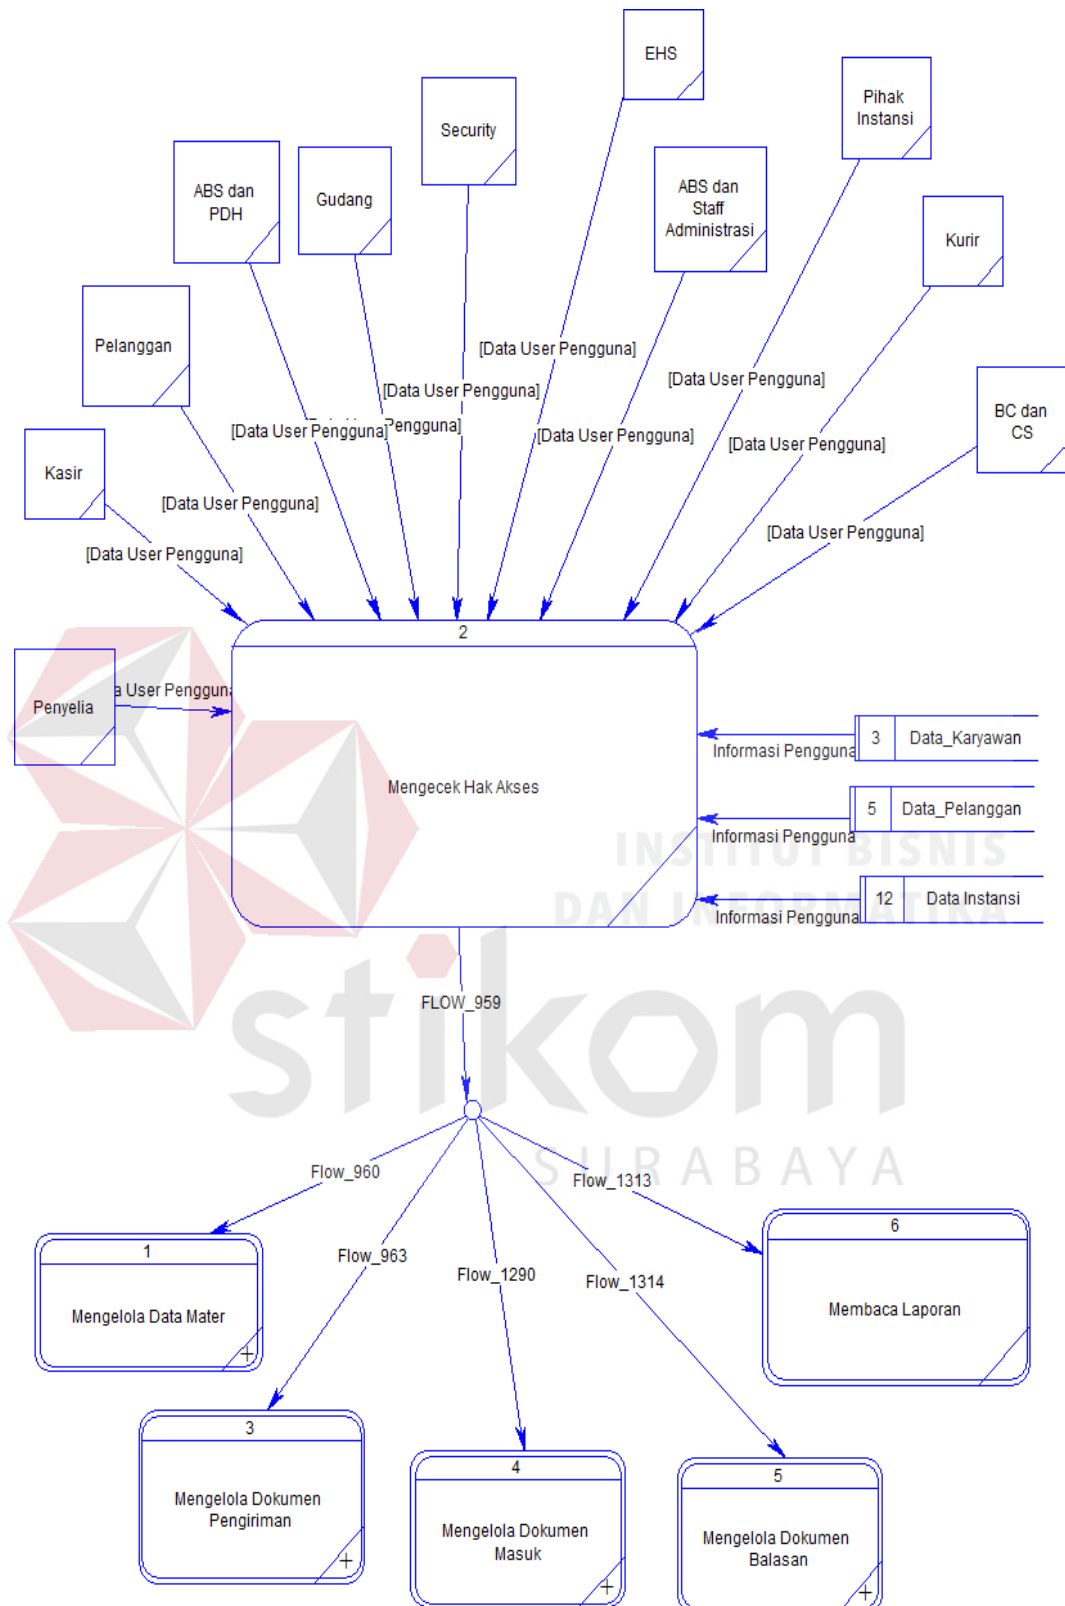 EHS
Pihak
Instansi
Security
ABS dan
PDH
Gudang
ABS dan
Staff
Administrasi
Kurir
Pelanggan
BC dan
CS
Kasir
[Data User Pengguna]
[Data User Pengguna]
[Data User Pengguna]
[Data User Pengguna]
Pengguna]
[Data User Pengguna]
[Data User Pengguna]
[Data User Pengguna]
[Data User Pengguna]
[Data User Pengguna]
2
Penyelia
a User Pengguna
Mengecek Hak Akses
Informasi Pengguna
3 Data_Karyawan
5 Data_Pelanggan
Informasi Pengguna
12 Data Instansi
Informasi Pengguna
INSTITUT BISNIS
DAN INFORMATIKA
stikom
SURABAYA
FLOW_959
Flow_960
Flow_1313
Flow_963
Flow_1290
Flow_1314
1
Mengelola Data Mater
6
Membaca Laporan
3
Mengelola Dokumen
Pengiriman
4
Mengelola Dokumen
Masuk
5
Mengelola Dokumen
Balasan